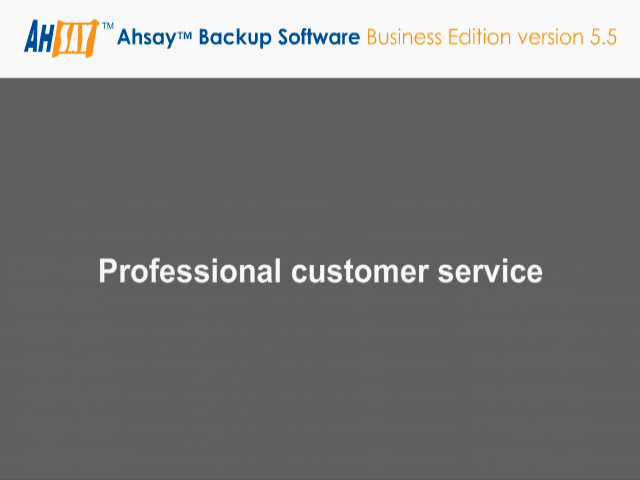 AHSAY™ Ahsay™ Backup Software Business Edition version 5.5
Professional customer service